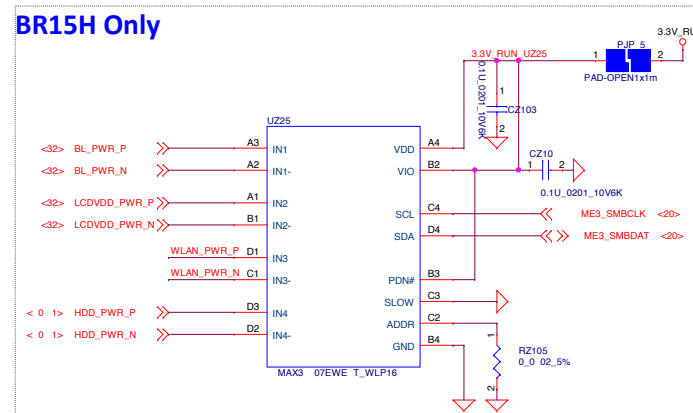 BR15H Only
3.3V_RU
PJP 5
1
2
PAD-OPEN1x1m
3.3V_RUN_UZ25
0.1U_0201_10V6K
1
2
CZ103
UZ25
<32> BL_PWR_P A3 IN1 VDD A4
<32> BL_PWR_N A2 IN1- VIO B2
CZ10
1 2
0.1U_0201_10V6K
<32> LCDVDD_PWR_P A1 IN2
<32> LCDVDD_PWR_N B1 IN2-
SCL C4 ME3_SMBCLK <20>
SDA D4 ME3_SMBDAT <20>
WLAN_PWR_P D1 IN3
WLAN_PWR_N C1 IN3- PDN# B3
SLOW C3
< 0 1> HDD_PWR_P D3 IN4
< 0 1> HDD_PWR_N D2 IN4-
ADDR C2
GND B4
1
RZ105
0_0 02_5%
2
MAX3 07EWE T_WLP16